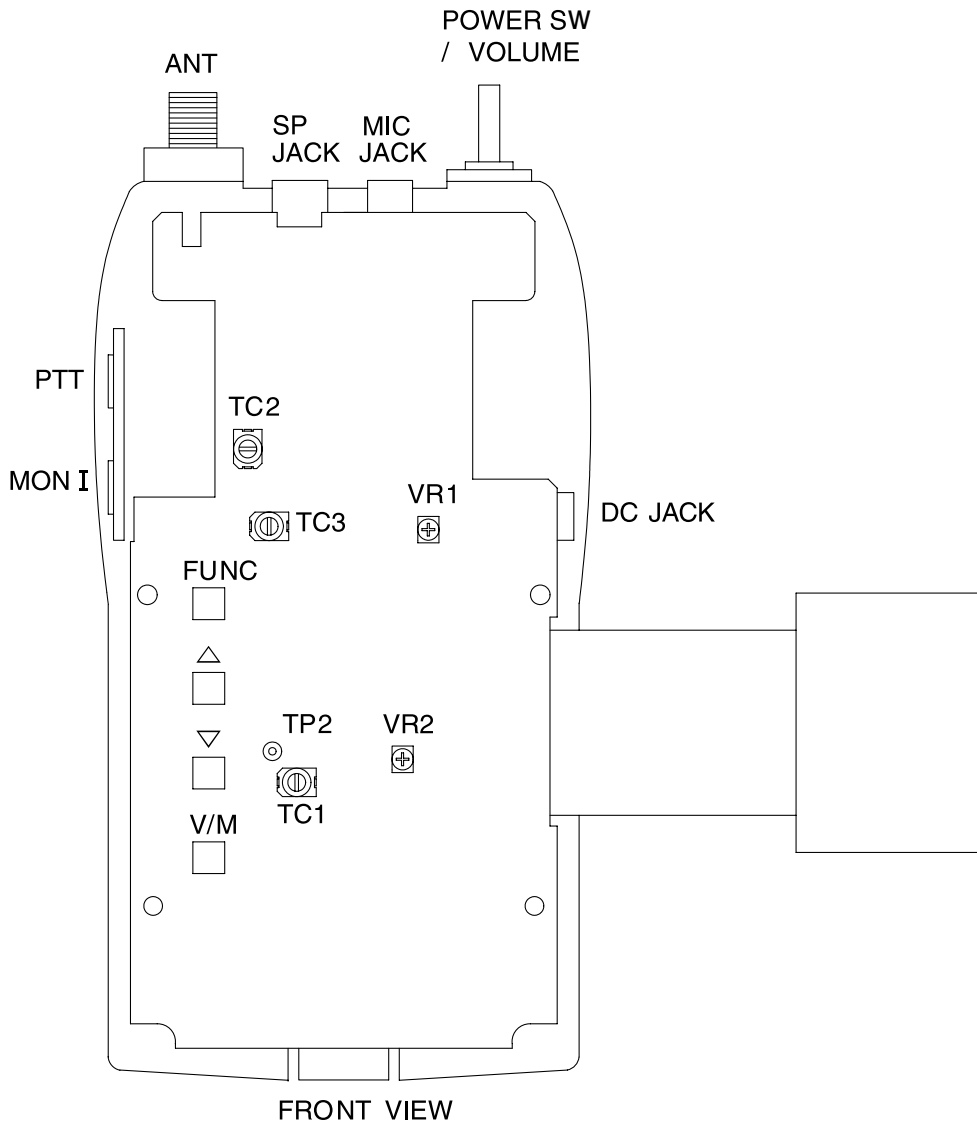 POWER SW
/ VOLUME
ANT
SP
JACK
MIC
JACK
PTT
TC2
MON I
VR1
TC3
DC JACK
FUNC
TP2
VR2
TC1
V/M
FRONT VIEW